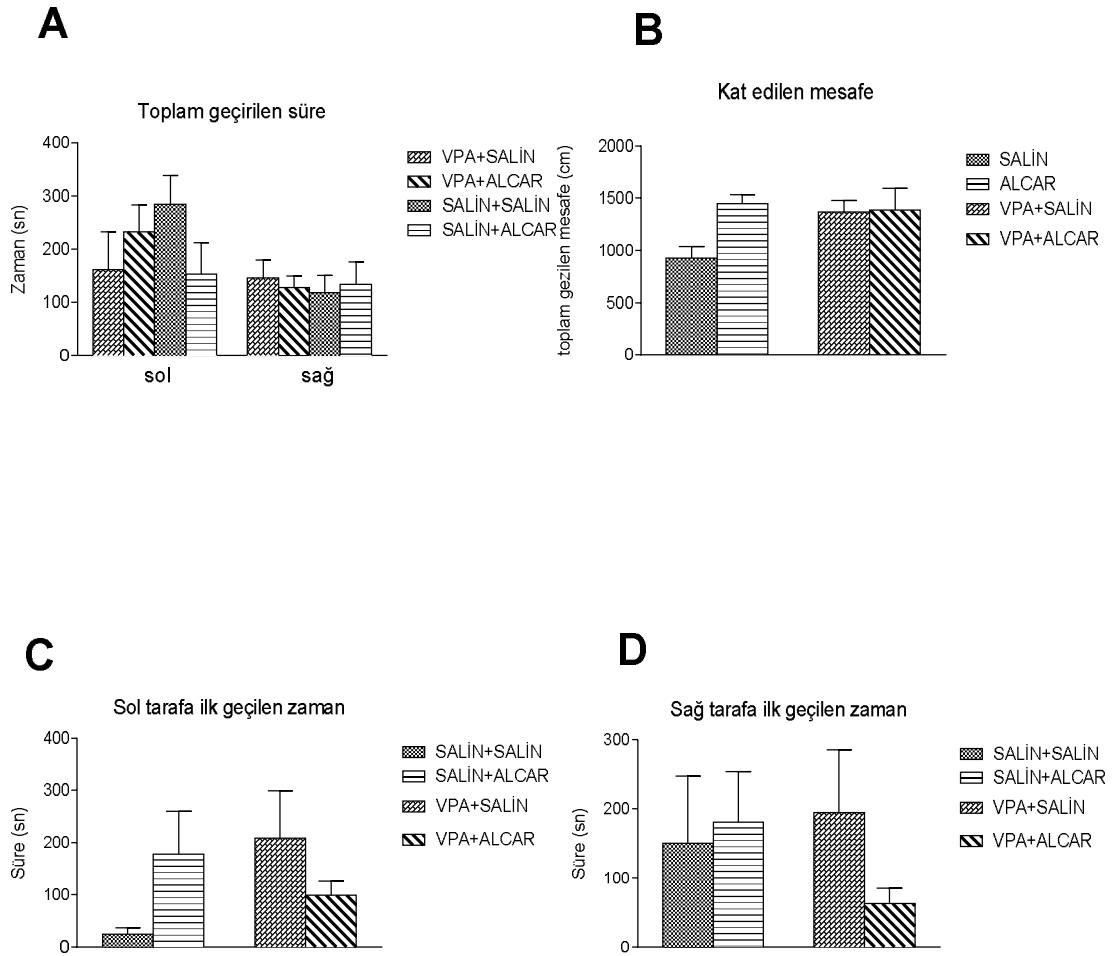 A
Toplam geçirilen süre
Zaman (sn)
400
300
200
100
0
sol
sağ
VPA+SALİN
VPA+ALCAR
SALİN+SALİN
SALİN+ALCAR
B
Kat edilen mesafe
toplam gezilen mesafe (cm)
2000
1500
1000
500
0
SALİN
ALCAR
VPA+SALİN
VPA+ALCAR
C
Sol tarafa ilk geçilen zaman
Süre (sn)
400
300
200
100
0
SALİN+SALİN
SALİN+ALCAR
VPA+SALİN
VPA+ALCAR
D
Sağ tarafa ilk geçilen zaman
Süre (sn)
300
200
100
0
SALİN+SALİN
SALİN+ALCAR
VPA+SALİN
VPA+ALCAR